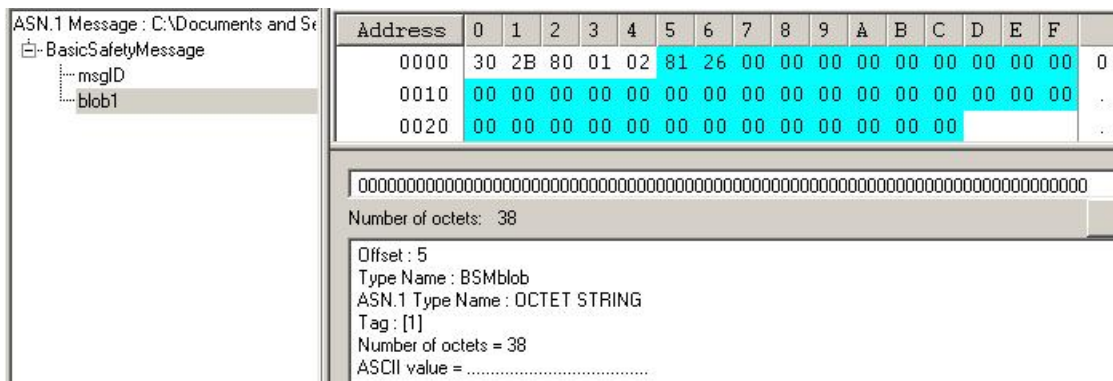 ASN.1 Message : C:\Documents and Se
BasicSafetyMessage
msgID
blob1
Address 0 1 2 3 4 5 6 7 8 9 A B C D E F
0000 30 2B 80 01 02 81 26 00 00 00 00 00 00 00 00 00 0
0010 00 00 00 00 00 00 00 00 00 00 00 00 00 00 00 00 .
0020 00 00 00 00 00 00 00 00 00 00 00 00 00 .
0000000000000000000000000000000000000000000000000000000000000000000000000000
Number of octets: 38
Offset : 5
Type Name : BSMblob
ASN.1 Type Name : OCTET STRING
Tag : [1]
Number of octets = 38
ASCII value = ......................................